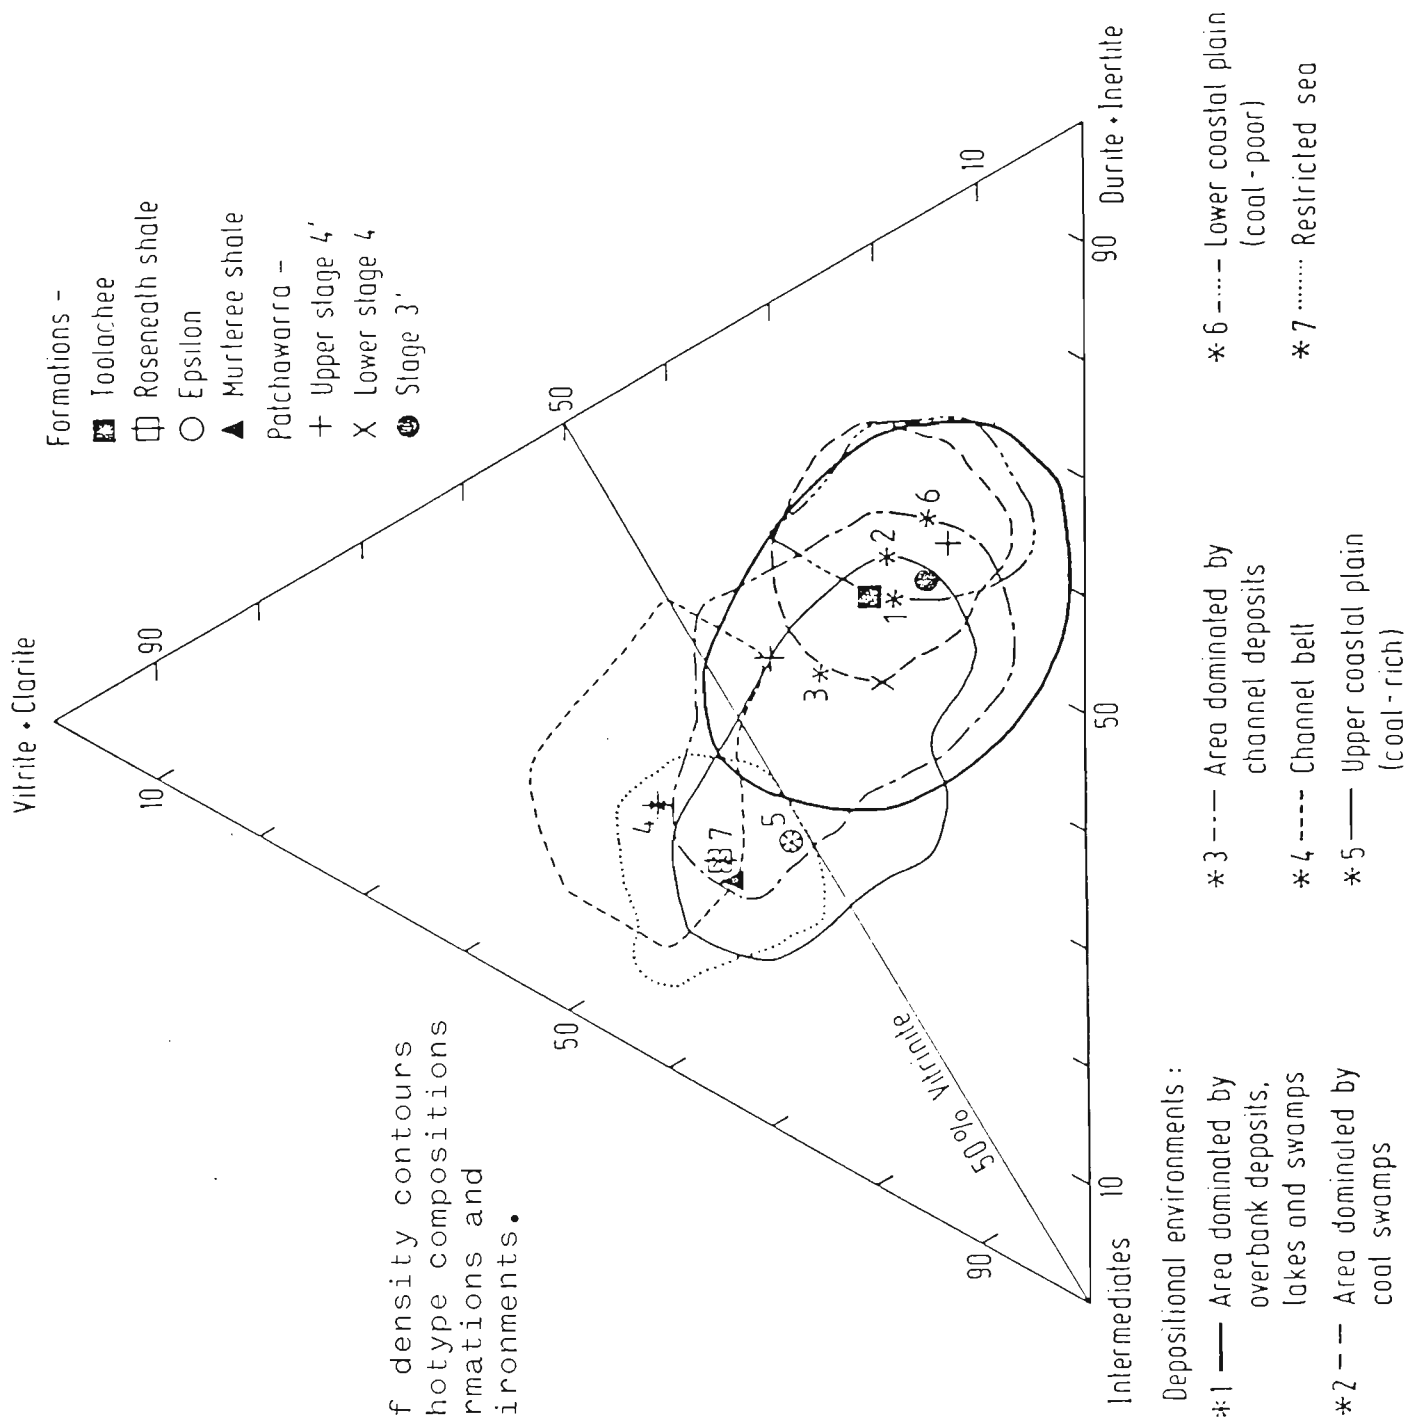 f density contours
hotype compositions
rmations and
ironments.
Vitrite + Clarite
10
90
50
50
90
10
Intermediates
10
50
90
Durite + Inertite
50% Vitrinite
4
7
5
3
1
2
6
Formations -
Toolachee
Roseneath shale
Epsilon
Murteree shale
Patchawarra -
+ Upper stage 4'
X Lower stage 4
Stage 3'
Depositional environments :
*1 — Area dominated by
overbank deposits,
lakes and swamps
*2 – – Area dominated by
coal swamps
*3 –·– Area dominated by
channel deposits
*4 ---- Channel belt
*5 — Upper coastal plain
(coal-rich)
*6 –···– Lower coastal plain
(coal-poor)
*7 ········ Restricted sea